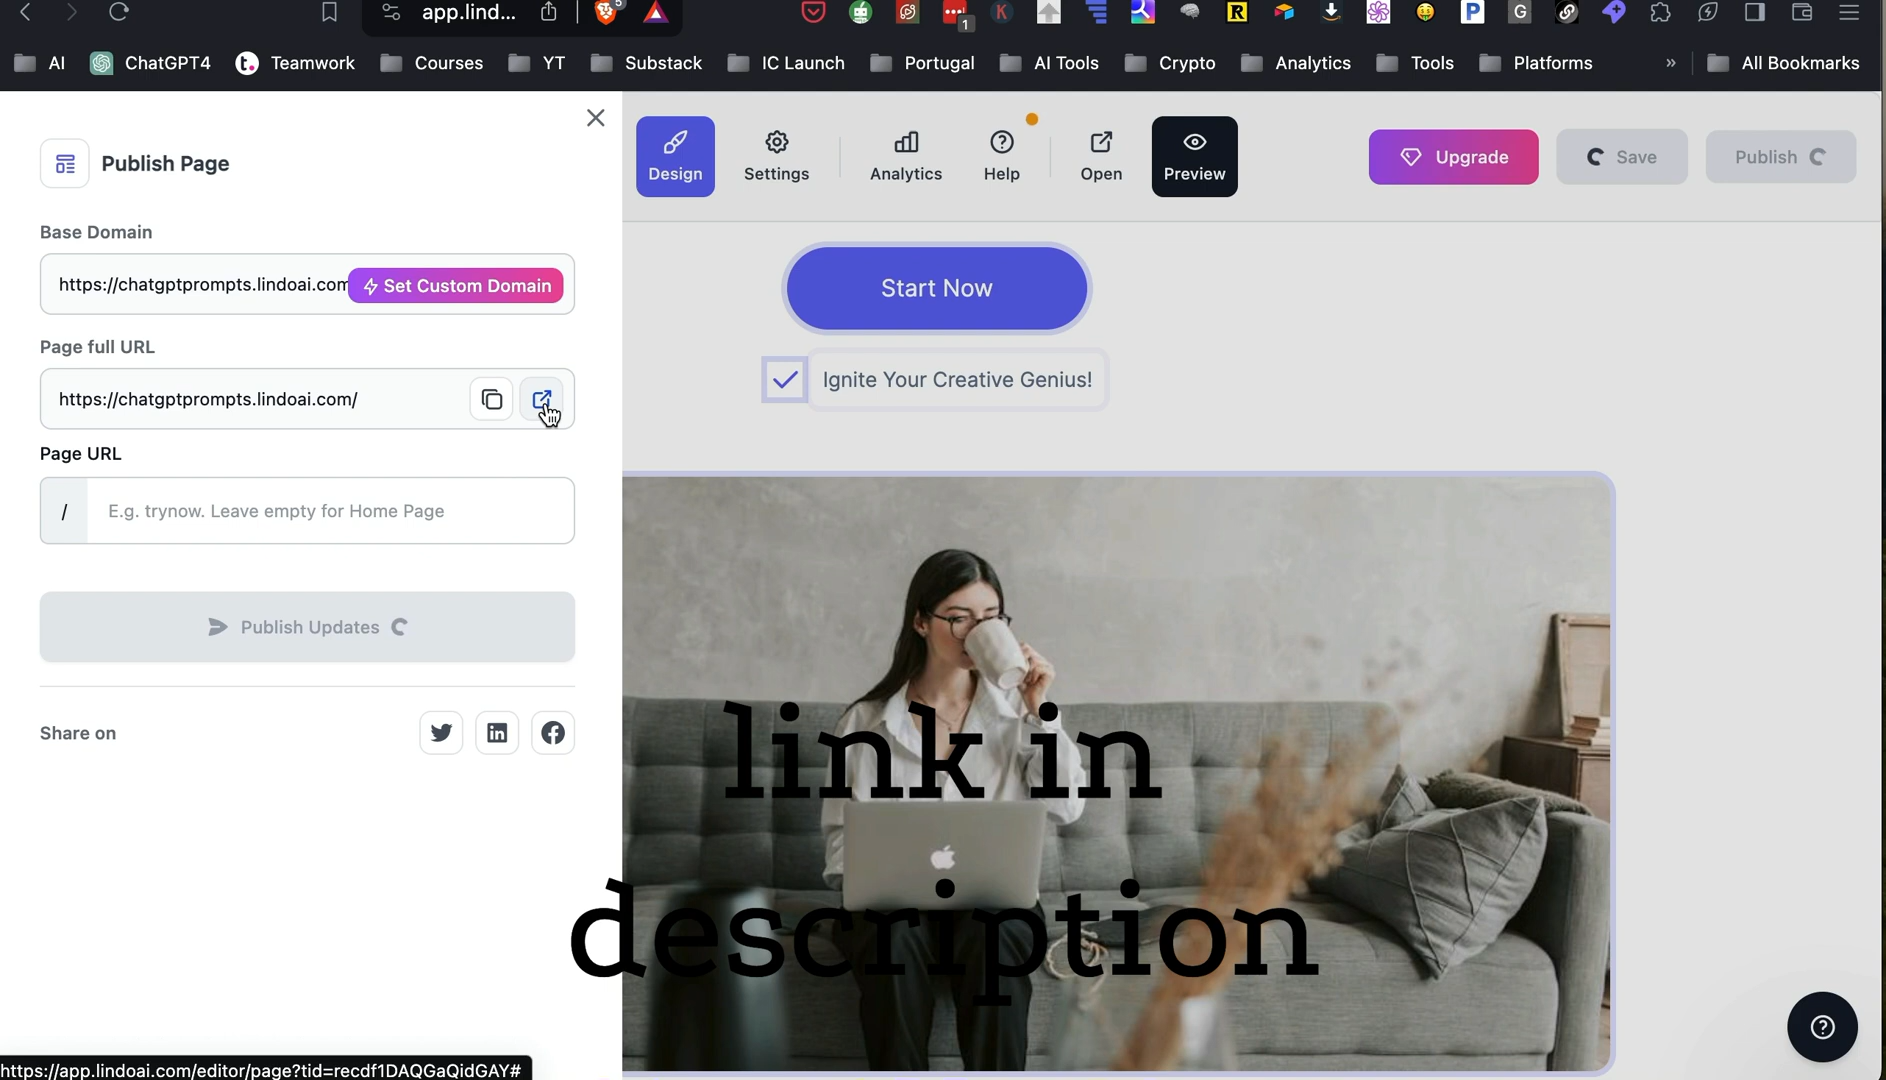 app.lind...
5
1
AI
ChatGPT4
Teamwork
Courses
YT
Substack
IC Launch
Portugal
AI Tools
Crypto
Analytics
Tools
Platforms
»
All Bookmarks
Publish Page
Base Domain
https://chatgptprompts.lindoai.com
Set Custom Domain
Page full URL
https://chatgptprompts.lindoai.com/
Page URL
/
E.g. trynow. Leave empty for Home Page
Publish Updates
Share on
Design
Settings
Analytics
Help
Open
Preview
Upgrade
Save
Publish
Start Now
Ignite Your Creative Genius!
link in
description
https://app.lindoai.com/editor/page?tid=recdf1DAQGaQidGAY#